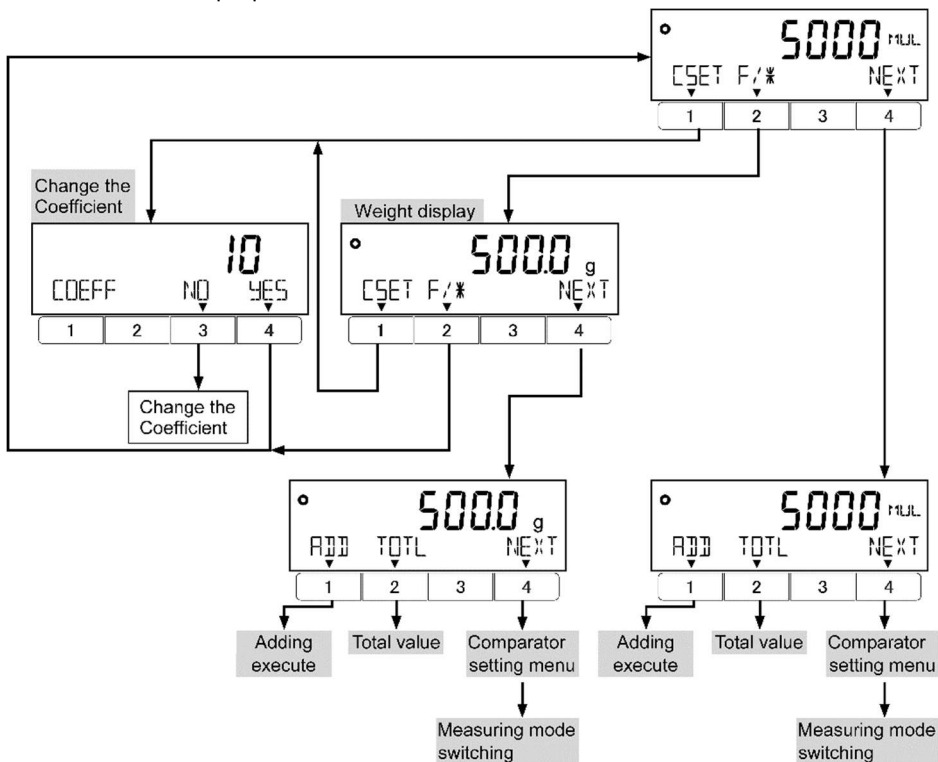 5000 MUL
CSET F/* NEXT
1 2 3 4
Change the
Coefficient
10
COEFF NO YES
1 2 3 4
Change the
Coefficient
Weight display
500.0 g
CSET F/* NEXT
1 2 3 4
500.0 g
ADD TOTL NEXT
1 2 3 4
Adding
execute
Total value
Comparator
setting menu
Measuring mode
switching
5000 MUL
ADD TOTL NEXT
1 2 3 4
Adding
execute
Total value
Comparator
setting menu
Measuring mode
switching